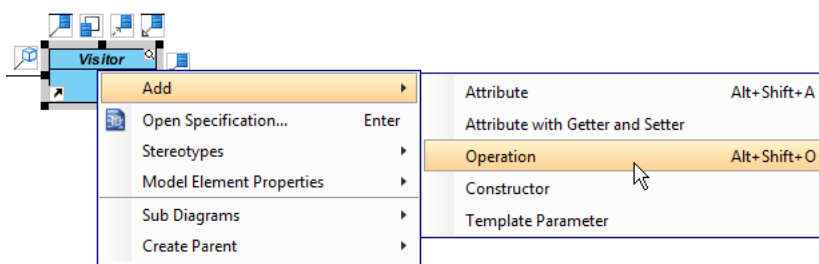 Visitor
Add
Open Specification... Enter
Stereotypes
Model Element Properties
Sub Diagrams
Create Parent
Attribute Alt+Shift+A
Attribute with Getter and Setter
Operation Alt+Shift+O
Constructor
Template Parameter